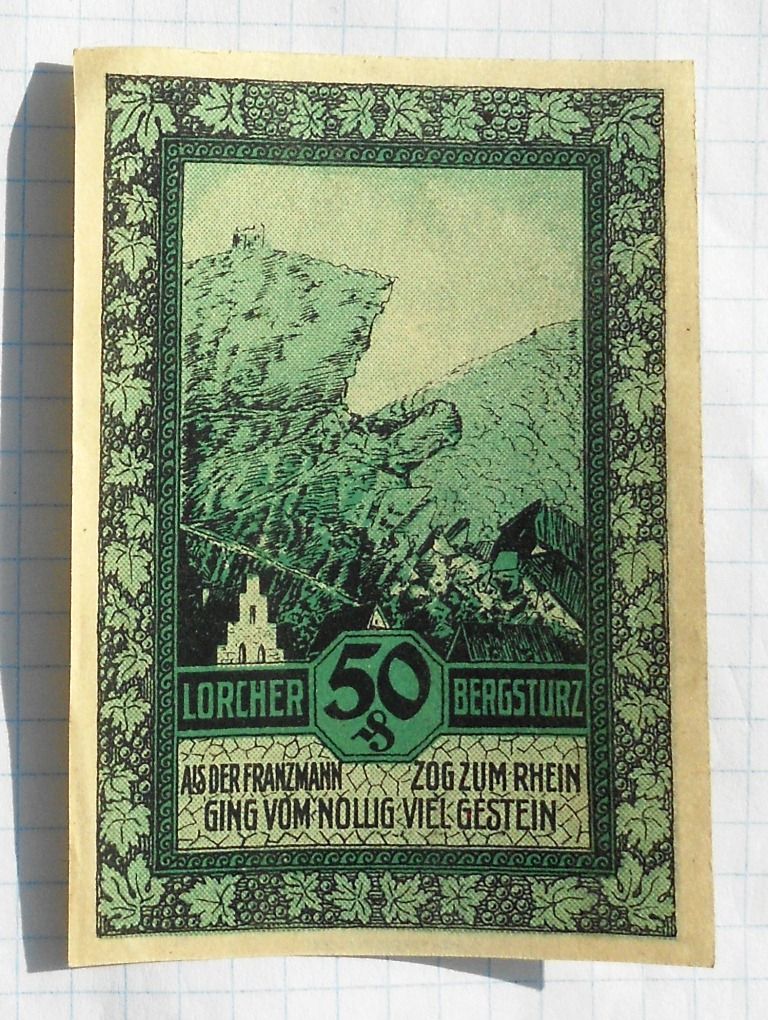 50
₰
LORCHER BERGSTURZ
ALS DER FRANZMANN ZOG ZUM RHEIN
GING VOM NOLLIG VIEL GESTEIN